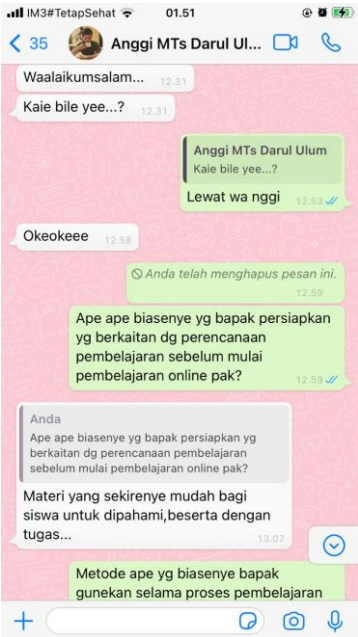 IM3#TetapSehat 01.51
35 Anggi MTs Darul Ul...
Waalaikumsalam... 12.31
Kaie bile yee...? 12.31
Anggi MTs Darul Ulum
Kaie bile yee...?
Lewat wa nggi 12.53
Okeokeee 12.58
Anda telah menghapus pesan ini.
12.59
Ape ape biasenye yg bapak persiapkan
yg berkaitan dg perencanaan
pembelajaran sebelum mulai
pembelajaran online pak? 12.59
Anda
Ape ape biasenye yg bapak persiapkan yg
berkaitan dg perencanaan pembelajaran
sebelum mulai pembelajaran online pak?
Materi yang sekirenye mudah bagi
siswa untuk dipahami,beserta dengan
tugas... 13.07
Metode ape yg biasenye bapak
gunekan selama proses pembelajaran